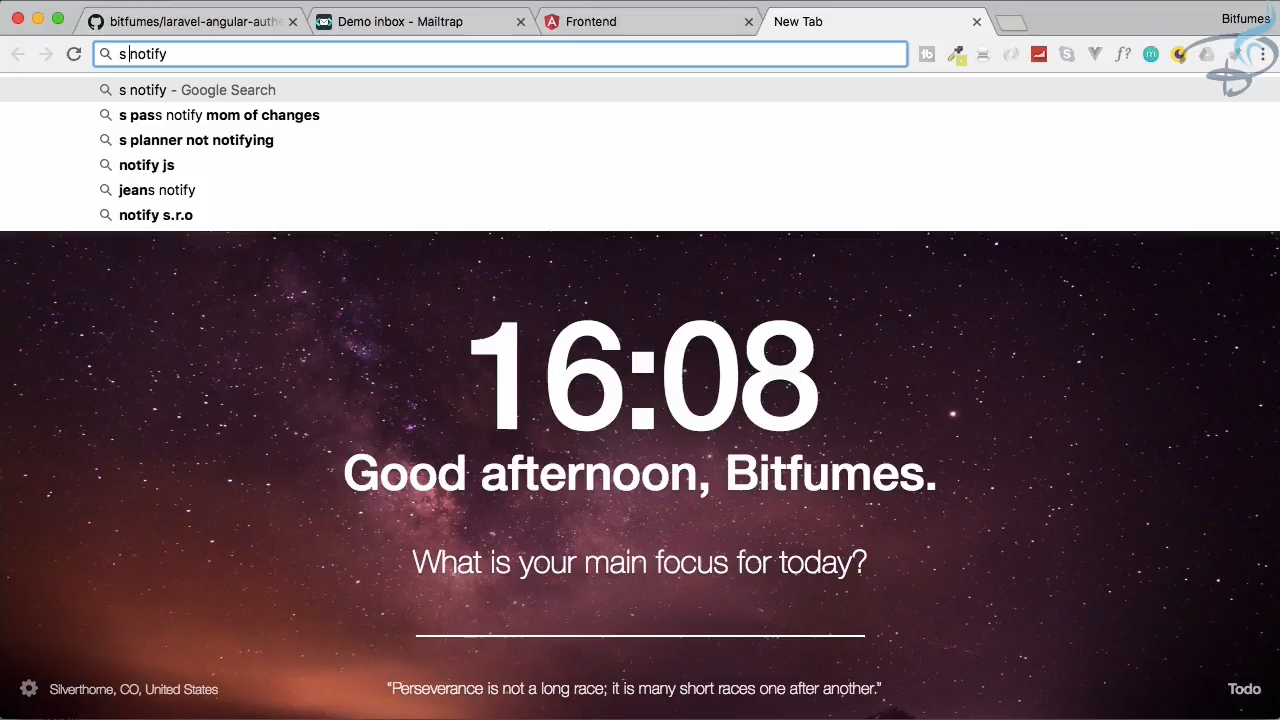 bitfumes/laravel-angular-authe
Demo inbox - Mailtrap
Frontend
New Tab
Bitfumes
s notify
s notify - Google Search
s pass notify mom of changes
s planner not notifying
notify js
jeans notify
notify s.r.o
16:08
Good afternoon, Bitfumes.
What is your main focus for today?
Silverthorne, CO, United States
“Perseverance is not a long race; it is many short races one after another.”
Todo